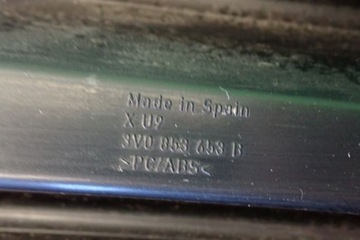 Made in Spain
X U9
3V0 853 653 B
>PC/ABS<